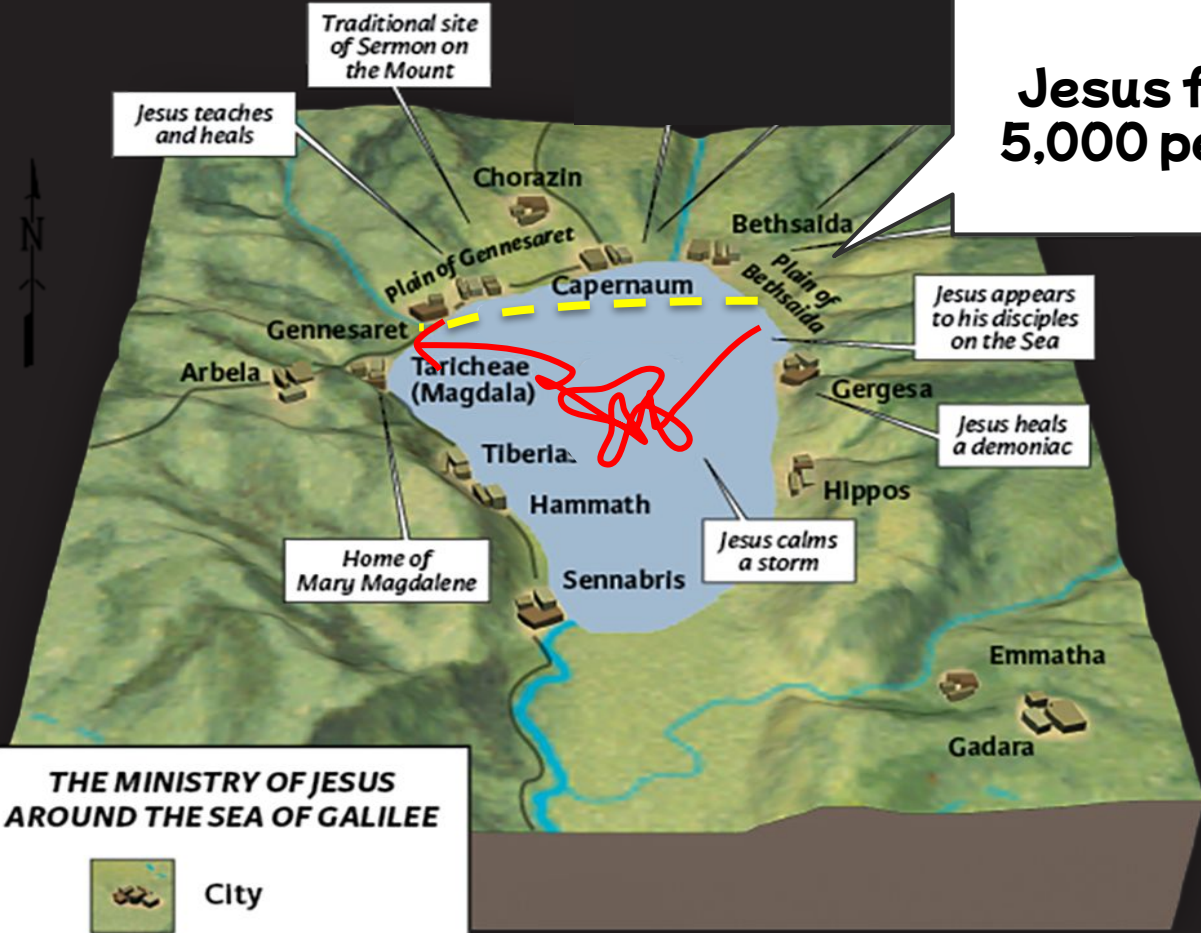 Traditional site
of Sermon on
the Mount
Jesus teaches
and heals
Jesus f
5,000 pe
Chorazin
Bethsaida
Plain of Gennesaret
Plain of
Bethsaida
Capernaum
Jesus appears
to his disciples
on the Sea
N
Gennesaret
Arbela
Taricheae
(Magdala)
Gergesa
Jesus heals
a demoniac
Tiberia
Hippos
Hammath
Jesus calms
a storm
Home of
Mary Magdalene
Sennabris
Emmatha
Gadara
THE MINISTRY OF JESUS
AROUND THE SEA OF GALILEE
City